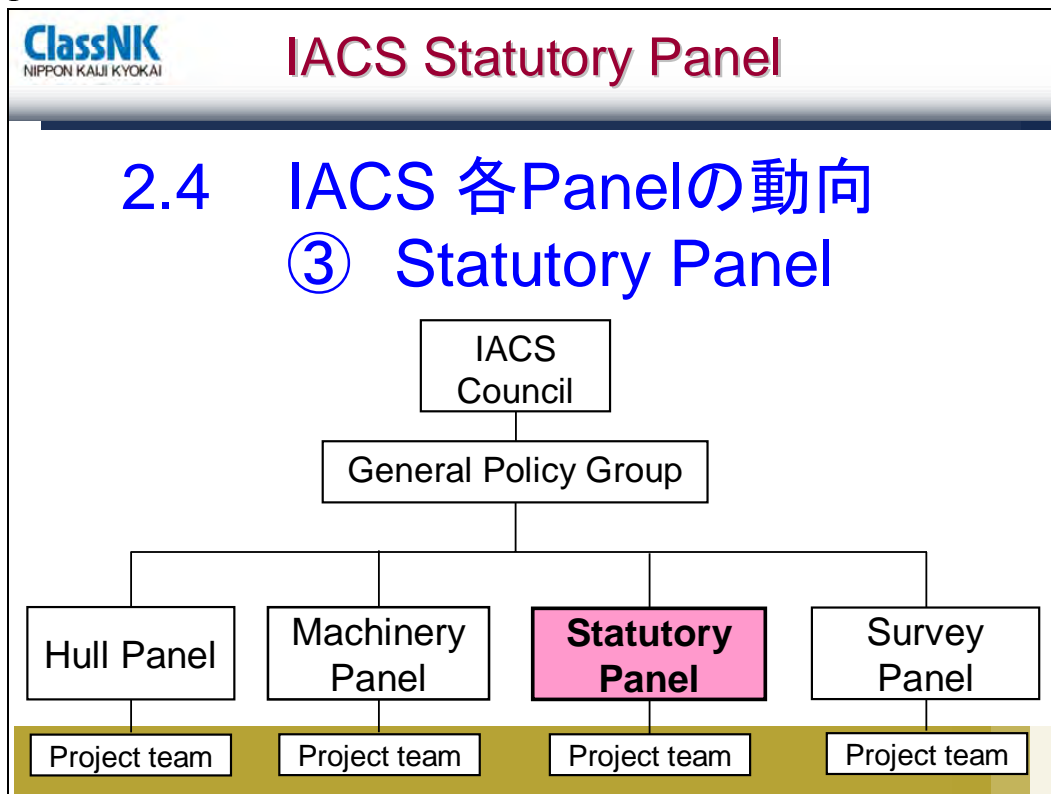 ClassNK
NIPPON KAIJI KYOKAI
IACS Statutory Panel
2.4 IACS 各Panelの動向
③ Statutory Panel
IACS
Council
General Policy Group
Hull Panel
Machinery
Panel
Statutory
Panel
Survey
Panel
Project team
Project team
Project team
Project team